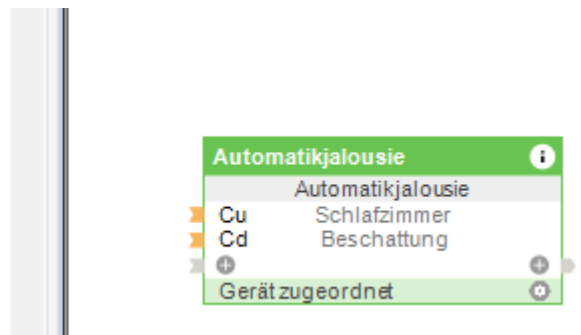 Automatikjalousie i
Automatikjalousie
Cu Schlafzimmer
Cd Beschattung
Gerät zugeordnet